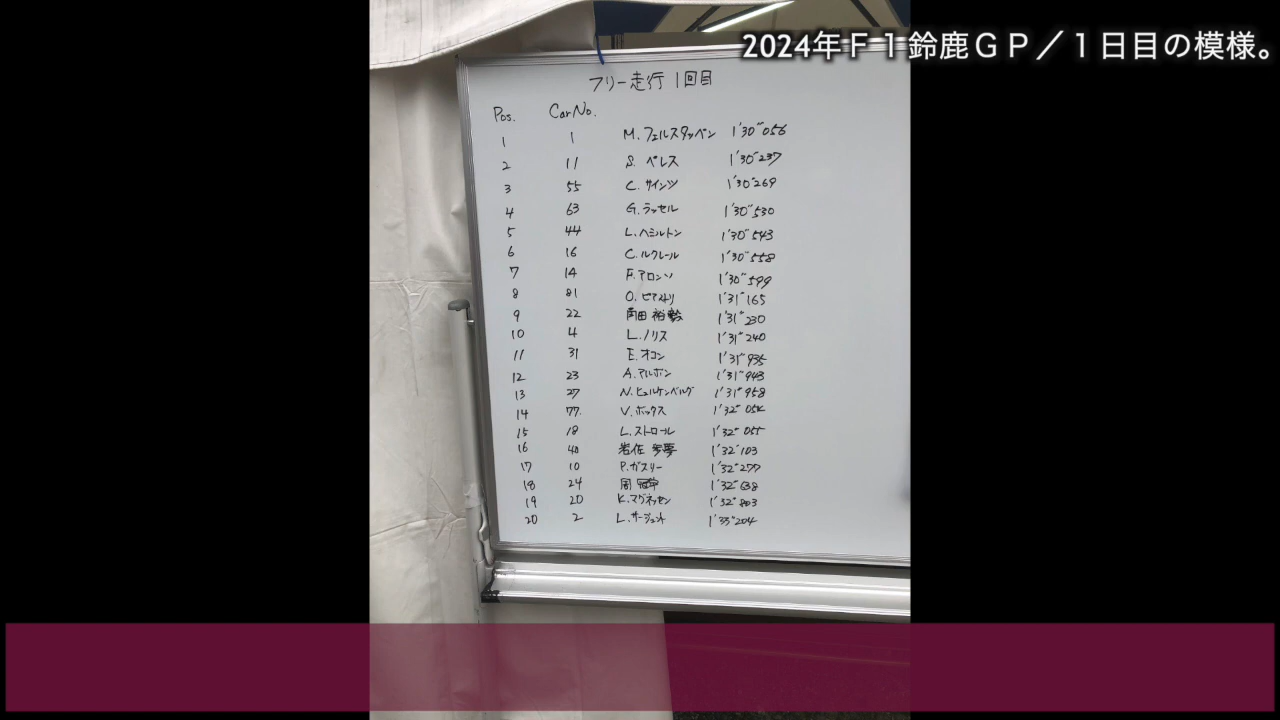 2024年Ｆ１鈴鹿ＧＰ／１日目の模様。
フリー走行 1回目
Pos. Car No.
1 1 M.フェルスタッペン 1'30"056
2 11 S.ペレス 1'30"237
3 55 C.サインツ 1'30"269
4 63 G.ラッセル 1'30"530
5 44 L.ハミルトン 1'30"543
6 16 C.ルクレール 1'30"558
7 14 F.アロンソ 1'30"599
8 81 O.ピアストリ 1'31"165
9 22 角田 裕毅 1'31"230
10 4 L.ノリス 1'31"240
11 31 E.オコン 1'31"935
12 23 A.アルボン 1'31"943
13 27 N.ヒュルケンベルグ 1'31"958
14 77 V.ボッタス 1'32"054
15 18 L.ストロール 1'32"055
16 40 岩佐 歩夢 1'32"103
17 10 P.ガスリー 1'32"277
18 24 周 冠宇 1'32"638
19 20 K.マグネッセン 1'32"803
20 2 L.サージェント 1'33"204